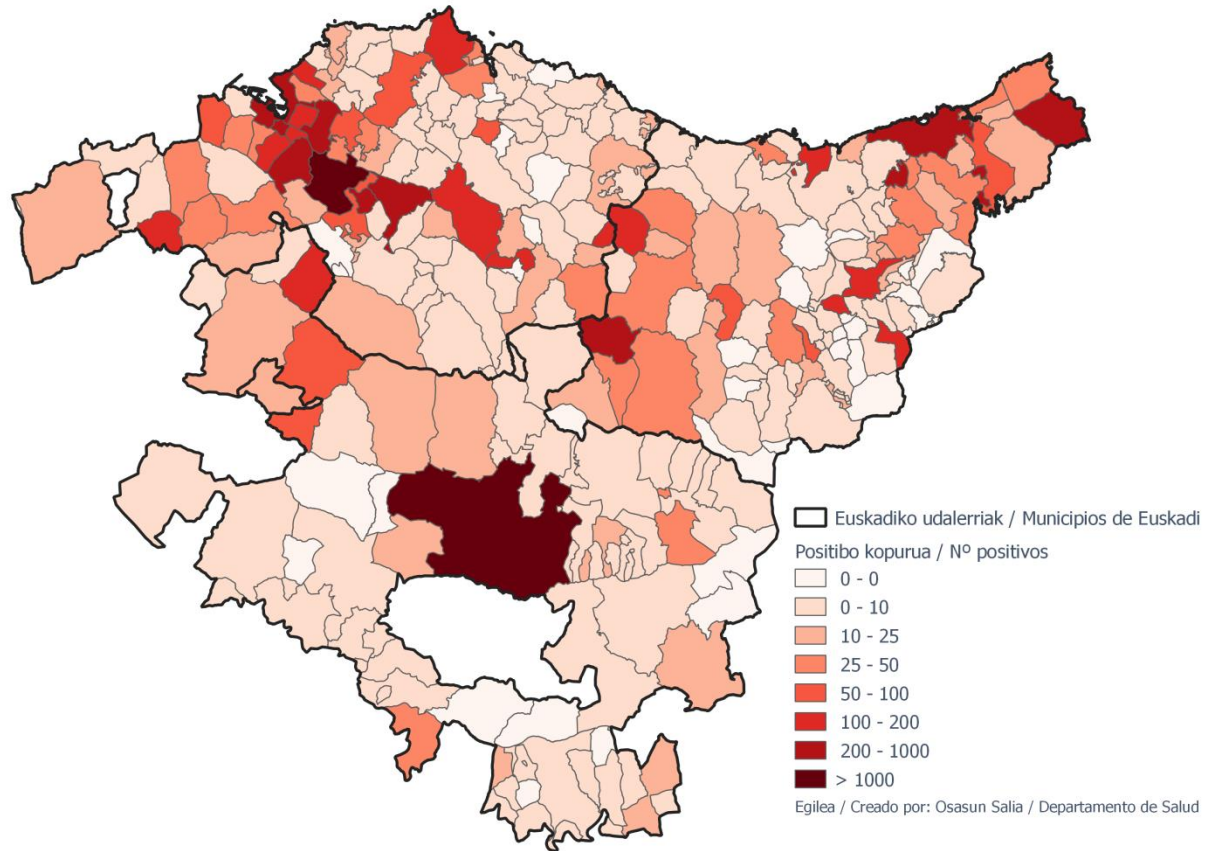 Euskadiko udalerriak / Municipios de Euskadi
Positibo kopurua / Nº positivos
0 - 0
0 - 10
10 - 25
25 - 50
50 - 100
100 - 200
200 - 1000
> 1000
Egilea / Creado por: Osasun Salia / Departamento de Salud